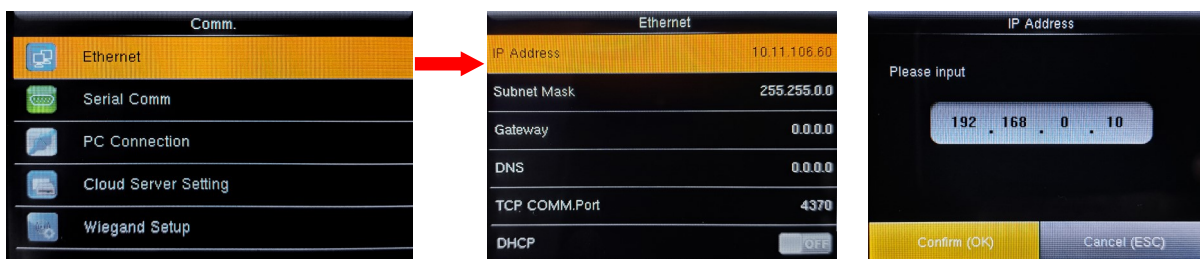 Comm.
Ethernet
Serial Comm
PC Connection
Cloud Server Setting
Wiegand Setup
Ethernet
IP Address 10.11.106.60
Subnet Mask 255.255.0.0
Gateway 0.0.0.0
DNS 0.0.0.0
TCP COMM.Port 4370
DHCP OFF
IP Address
Please input
192 . 168 . 0 . 10
Confirm (OK) Cancel (ESC)